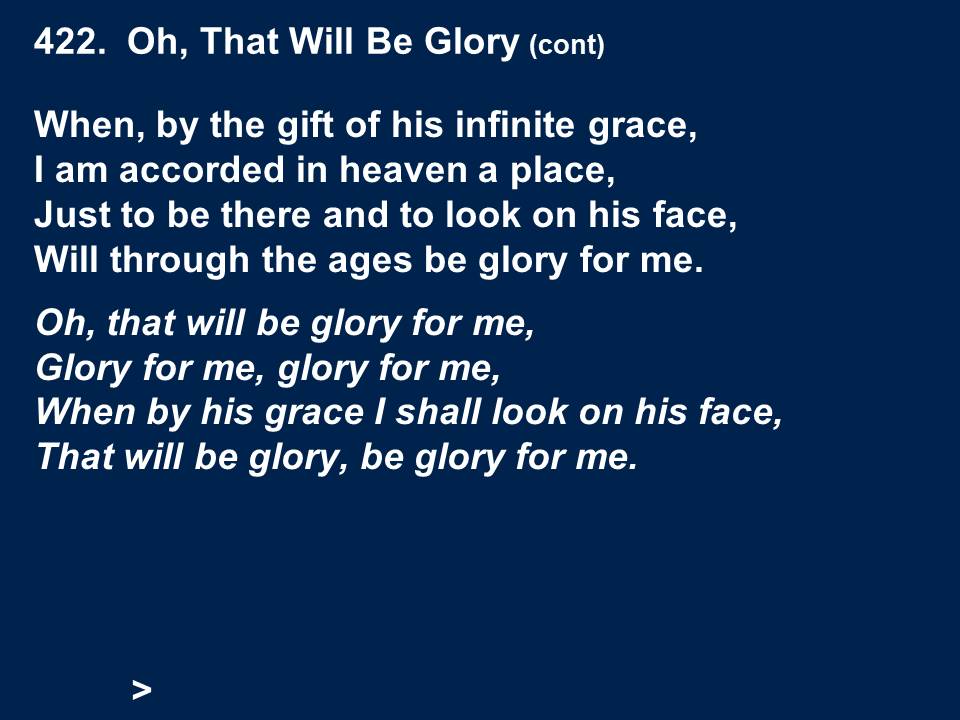 422.  Oh, That Will Be Glory (cont)
When, by the gift of his infinite grace,
I am accorded in heaven a place,
Just to be there and to look on his face,
Will through the ages be glory for me.
Oh, that will be glory for me,
Glory for me, glory for me,
When by his grace I shall look on his face,
That will be glory, be glory for me.
>